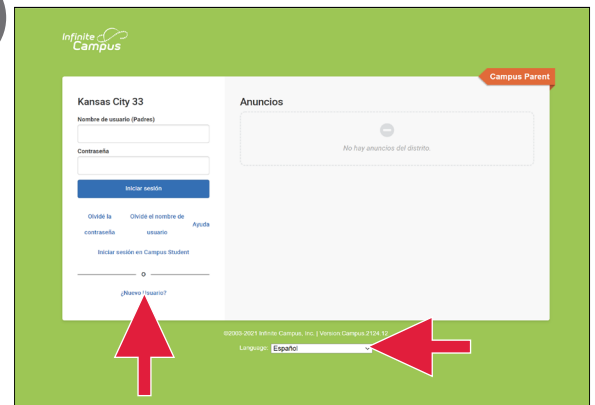 Infinite
Campus
Campus Parent
Kansas City 33
Nombre de usuario (Padres)
Contraseña
Iniciar sesión
Olvidé la contraseña
Olvidé el nombre de usuario
Ayuda
Iniciar sesión en Campus Student
o
¿Nuevo Usuario?
Anuncios
No hay anuncios del distrito.
©2003-2021 Infinite Campus, Inc. | Version Campus.2124.12
Language: Español